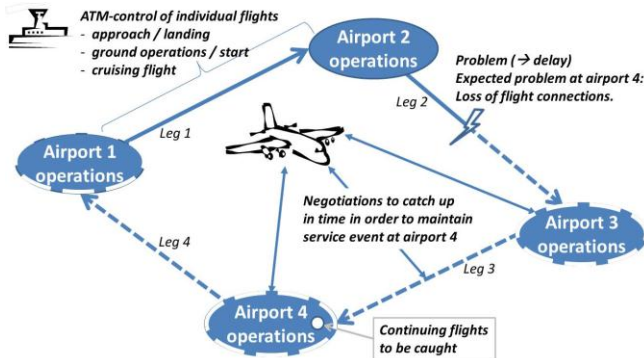 ATM-control of individual flights
- approach / landing
- ground operations / start
- cruising flight
Airport 2
operations
Problem (→ delay)
Expected problem at airport 4:
Loss of flight connections.
Leg 1
Leg 2
Airport 1
operations
Negotiations to catch up
in time in order to maintain
service event at airport 4
Airport 3
operations
Leg 4
Leg 3
Airport 4
operations
Continuing flights
to be caught